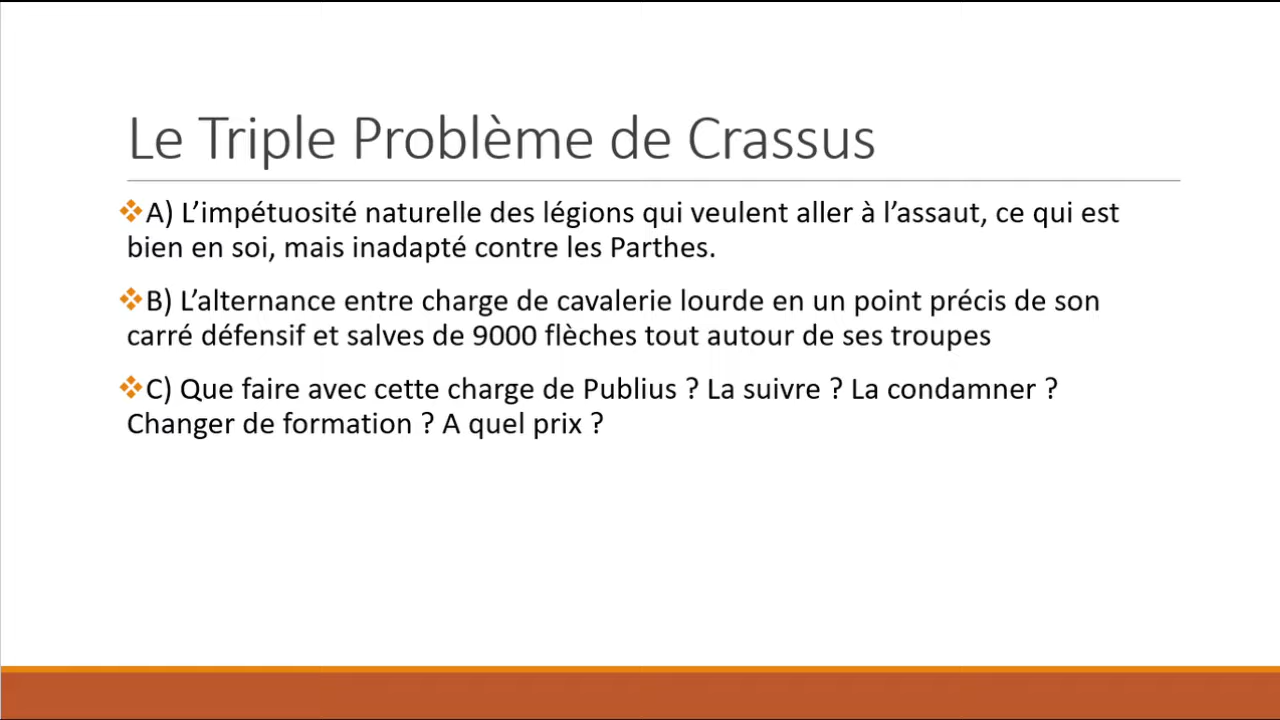 Le Triple Problème de Crassus
A) L’impétuosité naturelle des légions qui veulent aller à l’assaut, ce qui est
bien en soi, mais inadapté contre les Parthes.
B) L’alternance entre charge de cavalerie lourde en un point précis de son
carré défensif et salves de 9000 flèches tout autour de ses troupes
C) Que faire avec cette charge de Publius ? La suivre ? La condamner ?
Changer de formation ? A quel prix ?